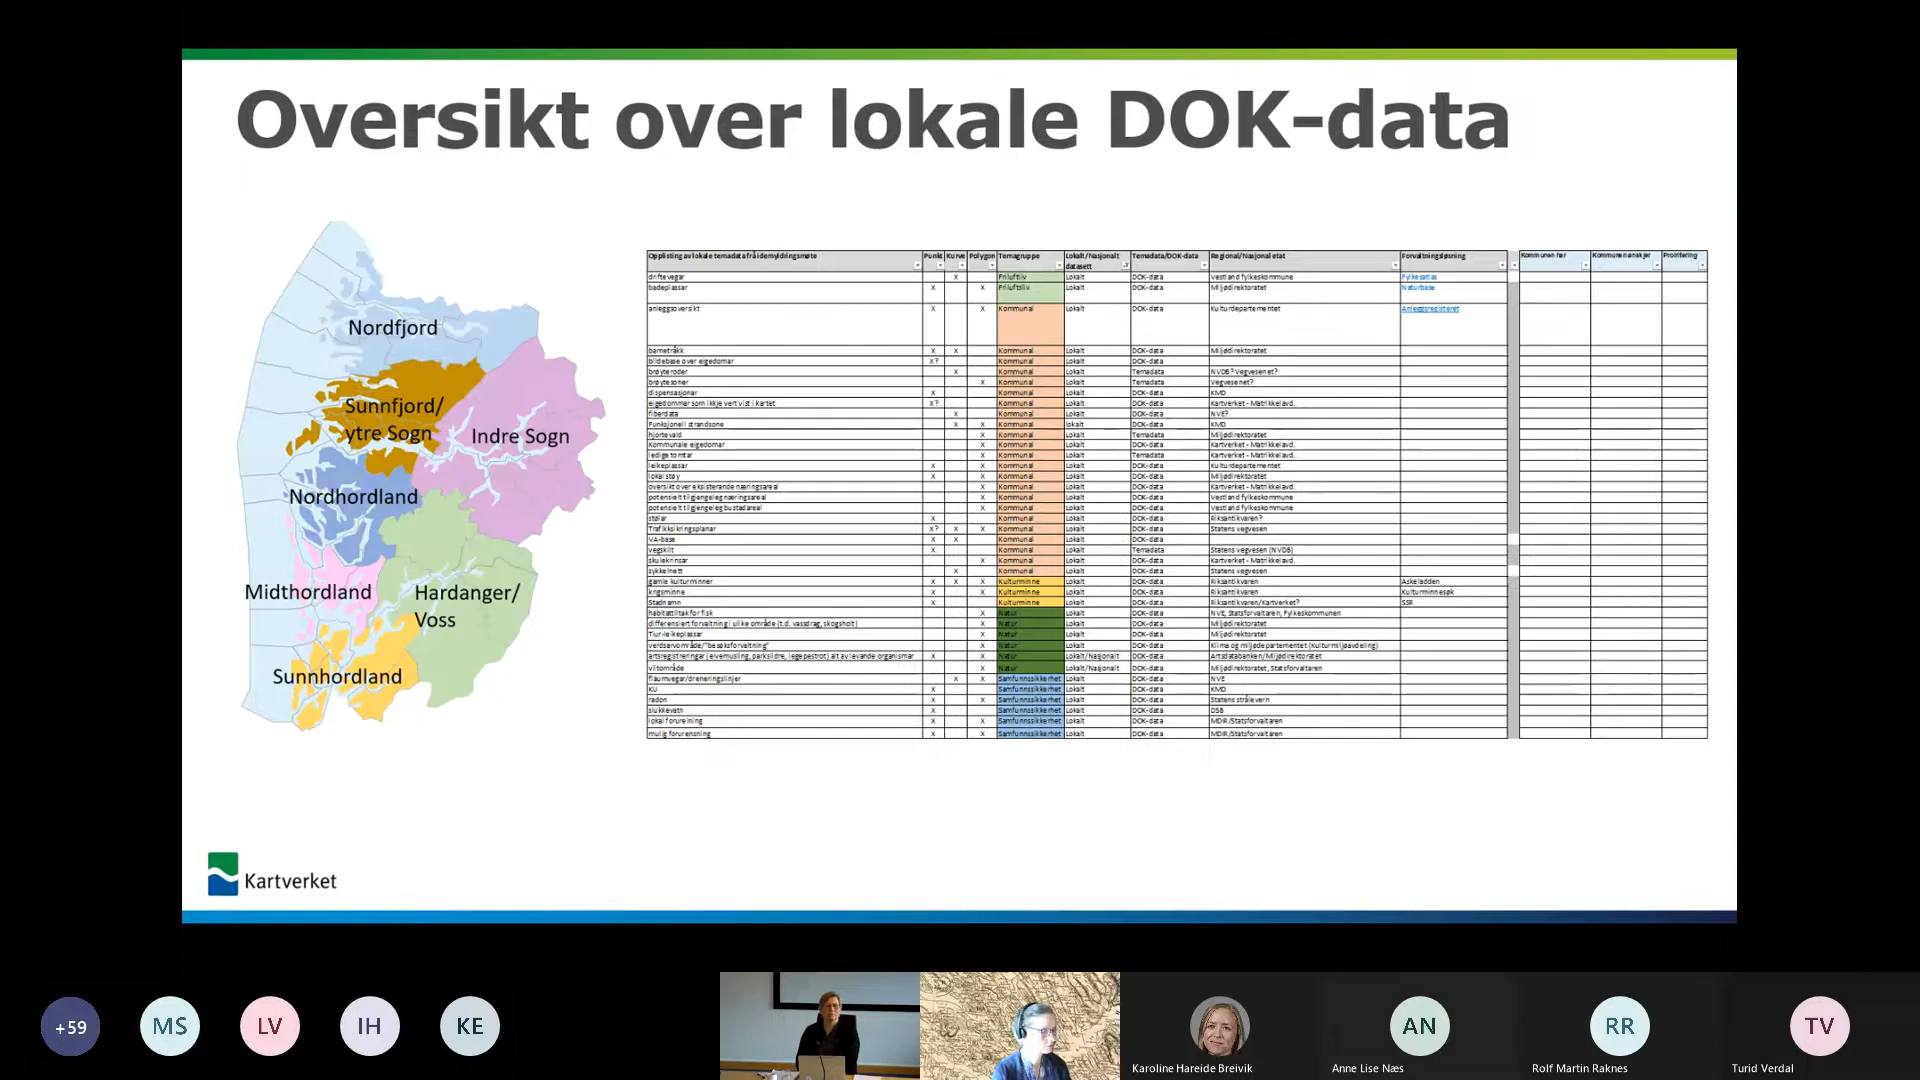 Oversikt over lokale DOK-data
Nordfjord
Sunnfjord/
ytre Sogn
Indre Sogn
Nordhordland
Midthordland
Hardanger/
Voss
Sunnhordland
Opplisting av lokale temadata frå idemyldringsmøte Punkt Kurve Polygon Temagruppe Lokalt/Nasjonalt datasett Temadata/DOK-data Regional/Nasjonal etat Forvaltningsløsning Kommunen har Kommunen ønskjer
driftevegar X Friluftsliv Lokalt DOK-data Vestland fylkeskommune Fylkesatlas
badeplassar X X Friluftsliv Lokalt DOK-data Miljødirektoratet Naturbase
anleggsoversikt X X Kommunal Lokalt DOK-data Kulturdepartementet Anleggsregisteret
barnetråkk X X Kommunal Lokalt DOK-data Miljødirektoratet
bildebase over eigedomar X? Kommunal Lokalt DOK-data
brøyteroder X Kommunal Lokalt Temadata NVDB? Vegvesenet?
brøytesoner X Kommunal Lokalt Temadata Vegvesenet?
dispensasjonar X Kommunal Lokalt DOK-data KMD
eigedommar som ikkje vert vist i kartet X? Kommunal Lokalt DOK-data Kartverket - Matrikkelavd.
fiberdata X Kommunal Lokalt DOK-data NVE?
Funksjonell strandsone X X Kommunal lokalt DOK-data KMD
hjortevald X Kommunal Lokalt Temadata Miljødirektoratet
Kommunale eigedomar X Kommunal Lokalt DOK-data Kartverket - Matrikkelavd.
ledige tomtar X Kommunal Lokalt Temadata Kartverket - Matrikkelavd.
leikeplassar X X Kommunal Lokalt DOK-data Kulturdepartementet
lokal støy X X Kommunal Lokalt DOK-data Miljødirektoratet
oversikt over eksisterande næringsareal X Kommunal Lokalt DOK-data Kartverket - Matrikkelavd.
potensielt tilgjengeleg næringsareal X Kommunal Lokalt DOK-data Vestland fylkeskommune
potensielt tilgjengeleg bustadareal X Kommunal Lokalt DOK-data Vestland fylkeskommune
stølar X Kommunal Lokalt DOK-data Riksantikvaren?
Trafikksikringsplanar X? X X Kommunal Lokalt DOK-data Statens vegvesen
VA-base X X Kommunal Lokalt DOK-data
vegskilt X Kommunal Lokalt Temadata Statens vegvesen (NVDB)
skulekrinsar X Kommunal Lokalt DOK-data Kartverket - Matrikkelavd.
sykkelnett X Kommunal Lokalt DOK-data Statens vegvesen
gamle kulturminner X X X Kulturminne Lokalt DOK-data Riksantikvaren Askeladden
krigsminne X X Kulturminne Lokalt DOK-data Riksantikvaren Kulturminnesøk
Stadnamn X Kulturminne Lokalt DOK-data Riksantikvaren/Kartverket? SSR
habitattiltak for fisk X Natur Lokalt DOK-data NVE, Statsforvaltaren, Fylkeskommunen
differensiert forvaltning i ulike område (t.d. vassdrag, skogsholt) X Natur Lokalt DOK-data Miljødirektoratet
Tiur-leikeplassar X Natur Lokalt DOK-data Miljødirektoratet
verdsarvområde/"besøksforvaltning" X Natur Lokalt DOK-data Klima og miljødepartementet (Kulturmiljøavdeling)
artsregistreringar (elvemusling, parkslirekne, legepestrot) alt av levande organismar X X Natur Lokalt/Nasjonalt DOK-data Artsdatabanken/Miljødirektoratet
viltområde X Natur Lokalt/Nasjonalt DOK-data Miljødirektoratet, Statsforvaltaren
flaumvegar/dreneringslinjer X X Samfunnssikkerhet Lokalt DOK-data NVE
KU X Samfunnssikkerhet Lokalt DOK-data KMD
radon X X Samfunnssikkerhet Lokalt DOK-data Statens strålevern
slukkevatn X Samfunnssikkerhet Lokalt DOK-data DSB
lokal forureining X X Samfunnssikkerhet Lokalt DOK-data MDIR/Statsforvaltaren
mulig forurensning X X Samfunnssikkerhet Lokalt DOK-data MDIR/Statsforvaltaren
Kartverket
+59 MS LV IH KE AN RR TV
Karoline Hareide Breivik Anne Lise Næs Rolf Martin Raknes Turid Verdal